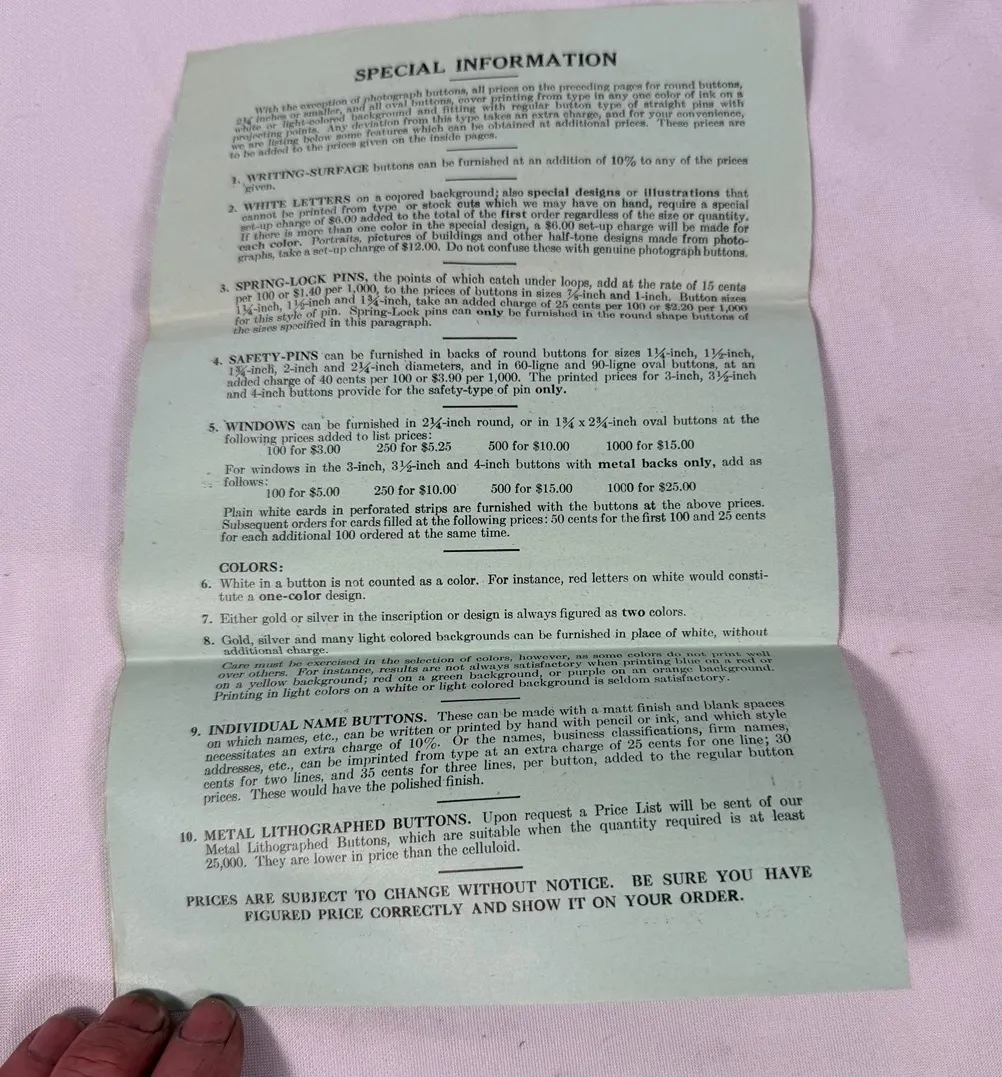 SPECIAL INFORMATION
With the exception of photograph buttons, all prices on the preceding pages for round buttons,
2¼ inches or smaller, and all oval buttons, cover printing from type in any one color of ink on a
white or light-colored background and fitting with regular button type of straight pins with
projecting points. Any deviation from this type takes an extra charge, and for your convenience,
we are listing below some features which can be obtained at additional prices. These prices are
to be added to the prices given on the inside pages.
1. WRITING-SURFACE buttons can be furnished at an addition of 10% to any of the prices
given.
2. WHITE LETTERS on a colored background; also special designs or illustrations that
cannot be printed from type or stock cuts which we may have on hand, require a special
set-up charge of $6.00 added to the total of the first order regardless of the size or quantity.
If there is more than one color in the special design, a $6.00 set-up charge will be made for
each color. Portraits, pictures of buildings and other half-tone designs made from photo-
graphs, take a set-up charge of $12.00. Do not confuse these with genuine photograph buttons.
3. SPRING-LOCK PINS, the points of which catch under loops, add at the rate of 15 cents
per 100 or $1.40 per 1,000, to the prices of buttons in sizes ⅞-inch and 1-inch. Button sizes
1¼-inch, 1½-inch and 1¾-inch, take an added charge of 25 cents per 100 or $2.20 per 1,000
for this style of pin. Spring-Lock pins can only be furnished in the round shape buttons of
the sizes specified in this paragraph.
4. SAFETY-PINS can be furnished in backs of round buttons for sizes 1¼-inch, 1½-inch,
1¾-inch, 2-inch and 2¼-inch diameters, and in 60-ligne and 90-ligne oval buttons, at an
added charge of 40 cents per 100 or $3.90 per 1,000. The printed prices for 3-inch, 3½-inch
and 4-inch buttons provide for the safety-type of pin only.
5. WINDOWS can be furnished in 2¼-inch round, or in 1¾ x 2¾-inch oval buttons at the
following prices added to list prices:
100 for $3.00 250 for $5.25 500 for $10.00 1000 for $15.00
For windows in the 3-inch, 3½-inch and 4-inch buttons with metal backs only, add as
follows:
100 for $5.00 250 for $10.00 500 for $15.00 1000 for $25.00
Plain white cards in perforated strips are furnished with the buttons at the above prices.
Subsequent orders for cards filled at the following prices: 50 cents for the first 100 and 25 cents
for each additional 100 ordered at the same time.
COLORS:
6. White in a button is not counted as a color. For instance, red letters on white would consti-
tute a one-color design.
7. Either gold or silver in the inscription or design is always figured as two colors.
8. Gold, silver and many light colored backgrounds can be furnished in place of white, without
additional charge.
Care must be exercised in the selection of colors, however, as some colors do not print well
over others. For instance, results are not always satisfactory when printing blue on a red or
on a yellow background; red on a green background, or purple on an orange background.
Printing in light colors on a white or light colored background is seldom satisfactory.
9. INDIVIDUAL NAME BUTTONS. These can be made with a matt finish and blank spaces
on which names, etc., can be written or printed by hand with pencil or ink, and which style
necessitates an extra charge of 10%. Or the names, business classifications, firm names,
addresses, etc., can be imprinted from type at an extra charge of 25 cents for one line; 30
cents for two lines, and 35 cents for three lines, per button, added to the regular button
prices. These would have the polished finish.
10. METAL LITHOGRAPHED BUTTONS. Upon request a Price List will be sent of our
Metal Lithographed Buttons, which are suitable when the quantity required is at least
25,000. They are lower in price than the celluloid.
PRICES ARE SUBJECT TO CHANGE WITHOUT NOTICE. BE SURE YOU HAVE
FIGURED PRICE CORRECTLY AND SHOW IT ON YOUR ORDER.